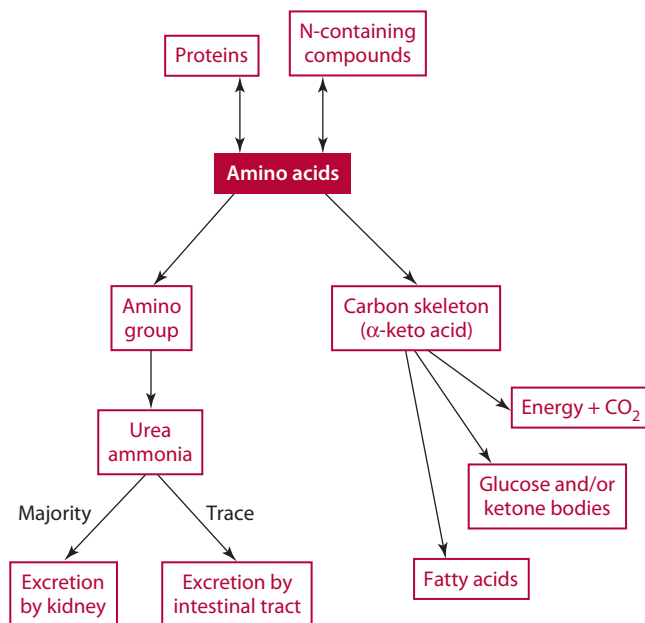 Proteins
N-containing
compounds
Amino acids
Amino
group
Carbon skeleton
(α-keto acid)
Energy + CO₂
Urea
ammonia
Glucose and/or
ketone bodies
Majority
Trace
Excretion
by kidney
Excretion by
intestinal tract
Fatty acids